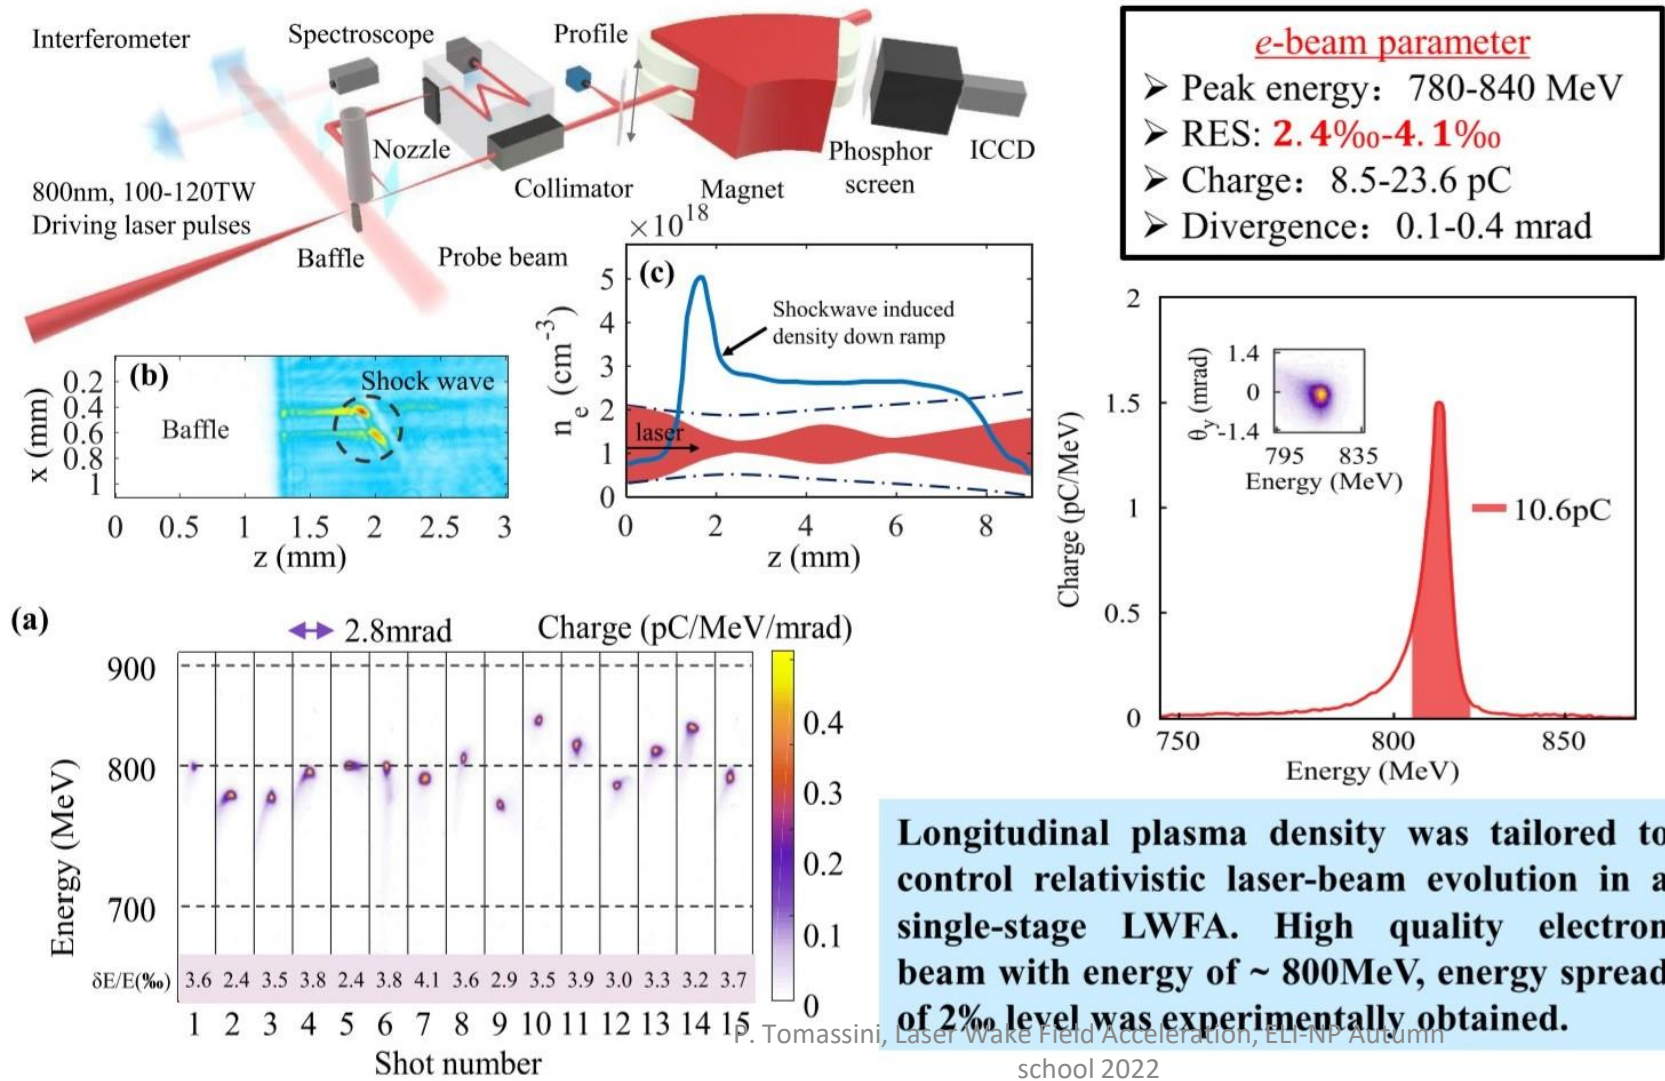 Interferometer
Spectroscope
Profile
Nozzle
800nm, 100-120TW
Driving laser pulses
Baffle
Probe beam
Collimator
Magnet
Phosphor
screen
ICCD
e-beam parameter
➤ Peak energy: 780-840 MeV
➤ RES: 2.4‰-4.1‰
➤ Charge: 8.5-23.6 pC
➤ Divergence: 0.1-0.4 mrad
(b)
Shock wave
Baffle
x (mm)
0.2
0.4
0.6
0.8
1
0 0.5 1 1.5 2 2.5 3
z (mm)
×10^18
(c)
Shockwave induced
density down ramp
laser
n_e (cm^-3)
5
4
3
2
1
0
0 2 4 6 8
z (mm)
2
1.5
1
0.5
0
Charge (pC/MeV)
θ_y (mrad)
1.4
0
-1.4
795 835
Energy (MeV)
10.6pC
750 800 850
Energy (MeV)
(a)
2.8mrad
Charge (pC/MeV/mrad)
900
800
700
Energy (MeV)
0.4
0.3
0.2
0.1
0
δE/E(‰) 3.6 2.4 3.5 3.8 2.4 3.8 4.1 3.6 2.9 3.5 3.9 3.0 3.3 3.2 3.7
1 2 3 4 5 6 7 8 9 10 11 12 13 14 15
Shot number
Longitudinal plasma density was tailored to
control relativistic laser-beam evolution in a
single-stage LWFA. High quality electron
beam with energy of ~ 800MeV, energy spread
of 2‰ level was experimentally obtained.
P. Tomassini, Laser Wake Field Acceleration, ELI-NP Autumn
school 2022